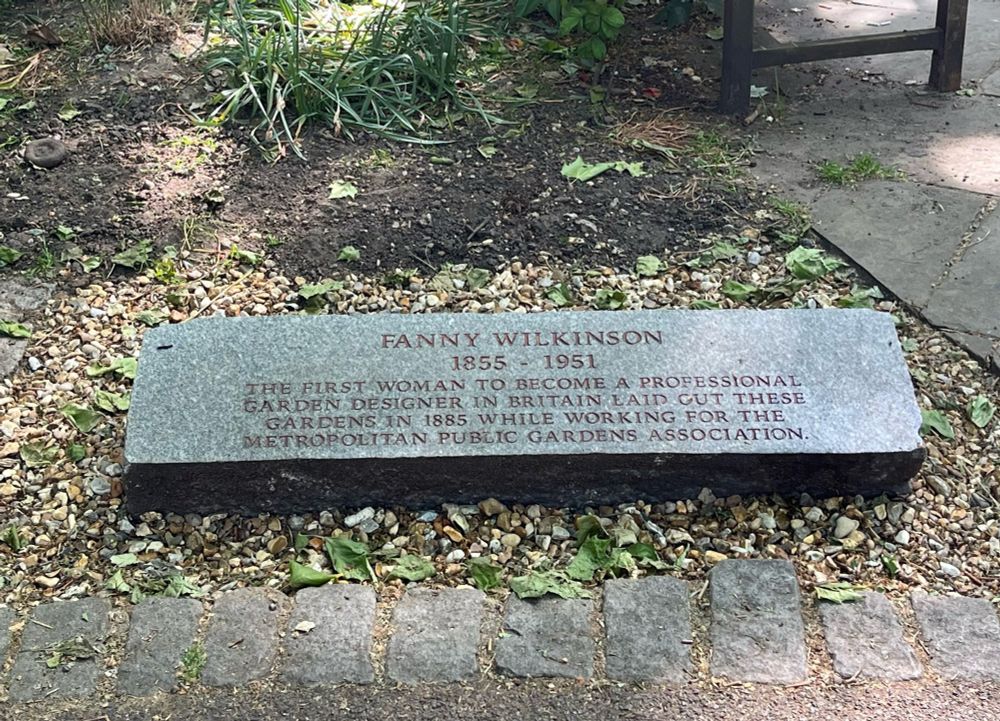 FANNY WILKINSON
1855 - 1951
THE FIRST WOMAN TO BECOME A PROFESSIONAL
GARDEN DESIGNER IN BRITAIN LAID OUT THESE
GARDENS IN 1885 WHILE WORKING FOR THE
METROPOLITAN PUBLIC GARDENS ASSOCIATION.